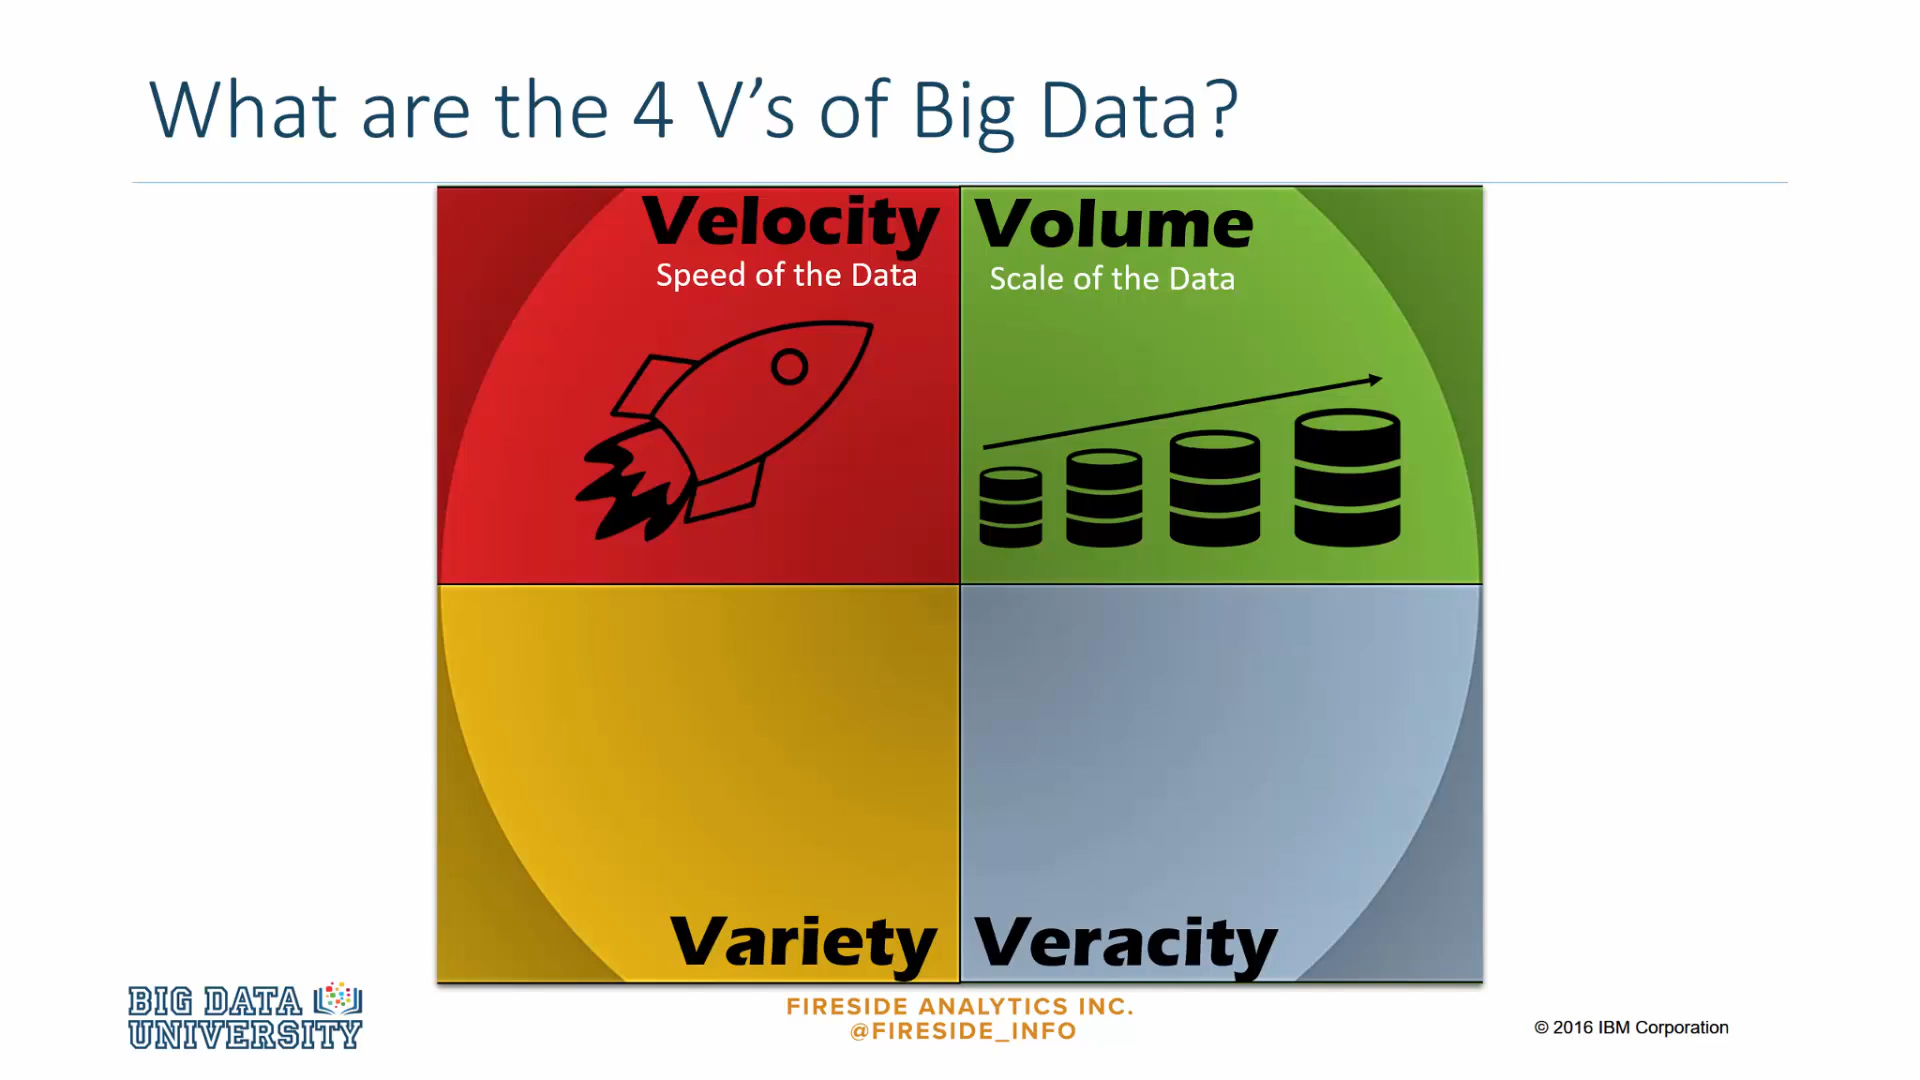 What are the 4 V’s of Big Data?
Velocity
Speed of the Data
Volume
Scale of the Data
Variety
Veracity
BIG DATA
UNIVERSITY
FIRESIDE ANALYTICS INC.
@FIRESIDE_INFO
© 2016 IBM Corporation